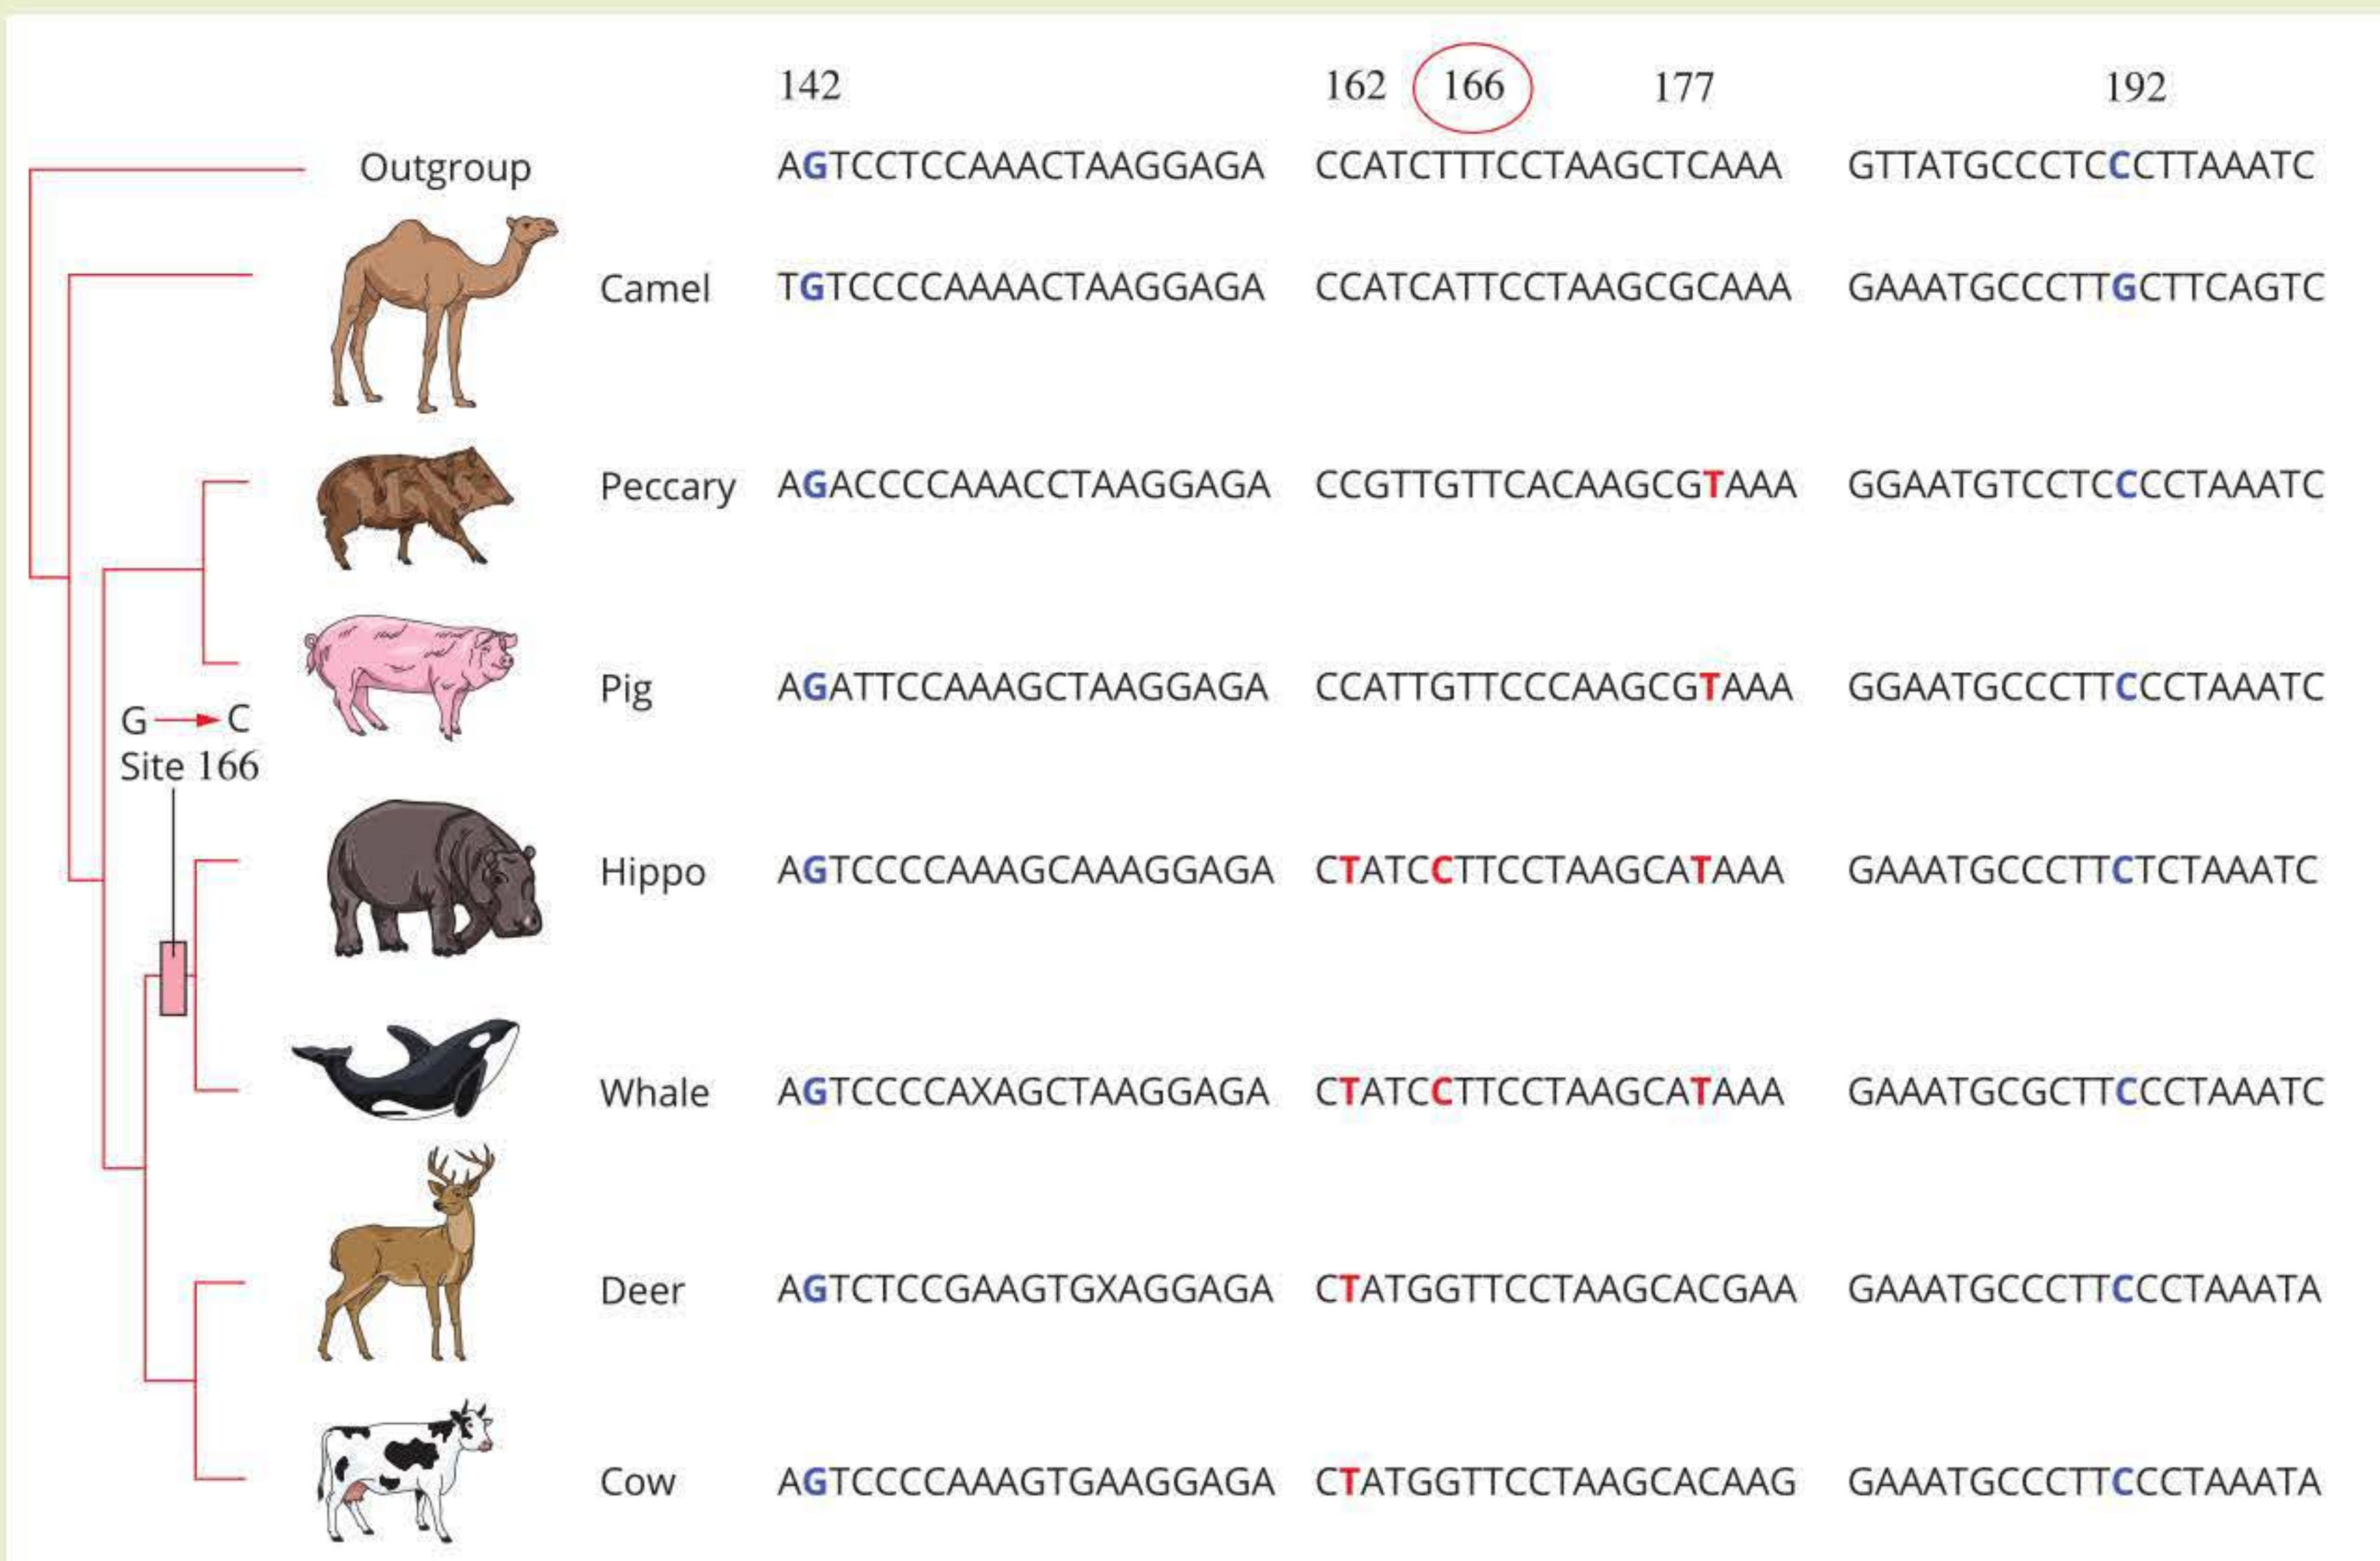 142 162 166 177 192
Outgroup AGTCCTCCAAACTAAGGAGA CCATCTTTCCTAAGCTCAAA GTTATGCCCTCCCTTAAATC
Camel TGTCCCCAAAACTAAGGAGA CCATCATTCCTAAGCGCAAA GAAATGCCCTTGCTTCAGTC
Peccary AGACCCCAAACCTAAGGAGA CCGTTGTTCACAAGCGTAAA GGAATGTCCTCCCCTAAATC
Pig AGATTCCAAAGCTAAGGAGA CCATTGTTCCCAAGCGTAAA GGAATGCCCTTCCCTAAATC
G C
Site 166
Hippo AGTCCCCAAAGCAAAGGAGA CTATCCTTCCTAAGCATAAA GAAATGCCCTTCTCTAAATC
Whale AGTCCCCAXAGCTAAGGAGA CTATCCTTCCTAAGCATAAA GAAATGCGCTTCCCTAAATC
Deer AGTCTCCGAAGTGXAGGAGA CTATGGTTCCTAAGCACGAA GAAATGCCCTTCCCTAAATA
Cow AGTCCCCAAAGTGAAGGAGA CTATGGTTCCTAAGCACAAG GAAATGCCCTTCCCTAAATA